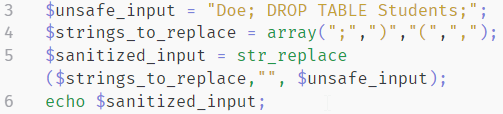 3 $unsafe_input = "Doe; DROP TABLE Students;";
4 $strings_to_replace = array(";",")","(",",");
5 $sanitized_input = str_replace
($strings_to_replace,"", $unsafe_input);
6 echo $sanitized_input;